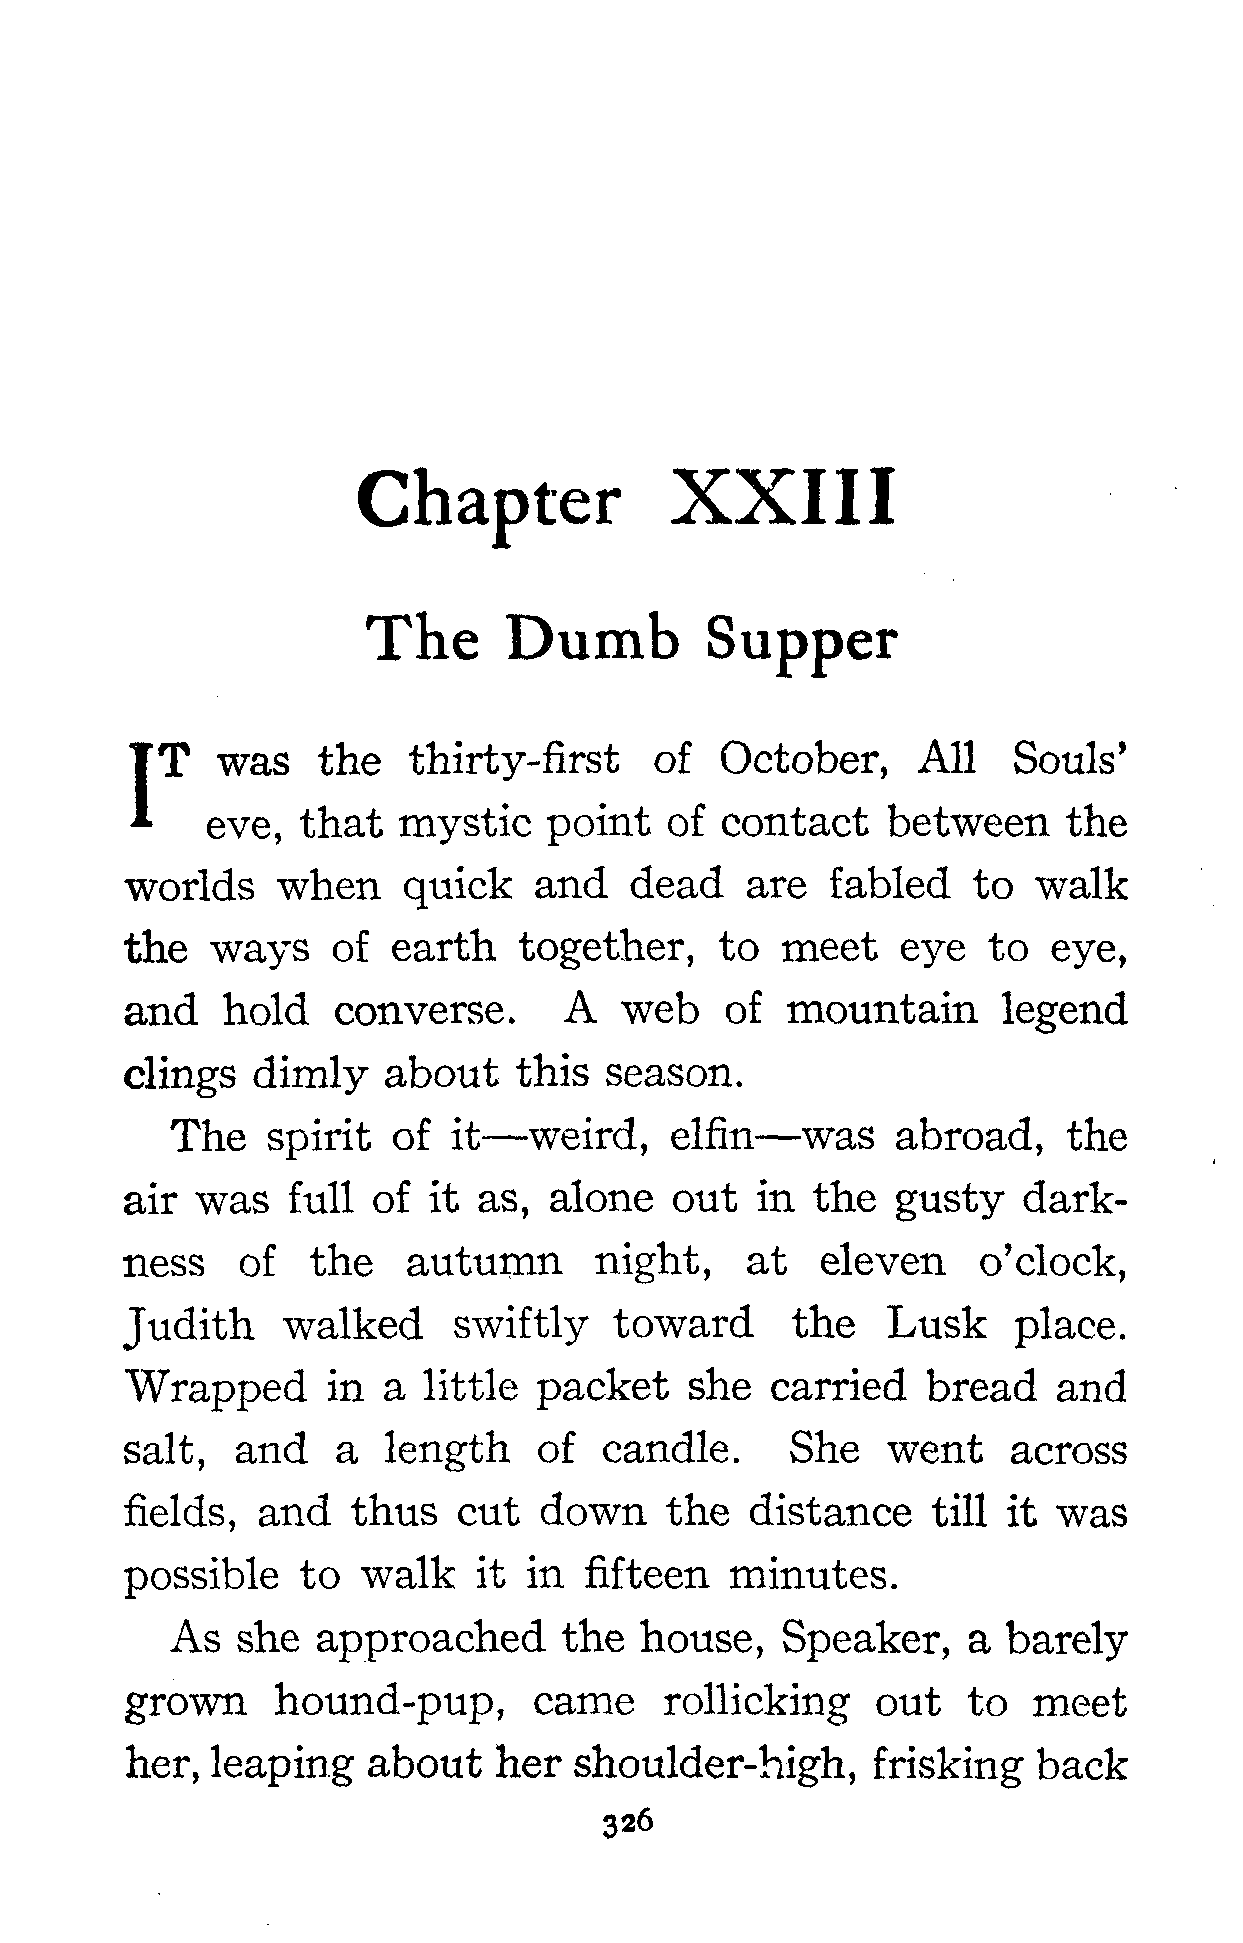 Chapter XXIII
The Dumb Supper
IT was the thirty-first of October, All Souls'
eve, that mystic point of contact between the
worlds when quick and dead are fabled to walk
the ways of earth together, to meet eye to eye,
and hold converse. A web of mountain legend
clings dimly about this season.
The spirit of it—weird, elfin—was abroad, the
air was full of it as, alone out in the gusty dark-
ness of the autumn night, at eleven o'clock,
Judith walked swiftly toward the Lusk place.
Wrapped in a little packet she carried bread and
salt, and a length of candle. She went across
fields, and thus cut down the distance till it was
possible to walk it in fifteen minutes.
As she approached the house, Speaker, a barely
grown hound-pup, came rollicking out to meet
her, leaping about her shoulder-high, frisking back
326